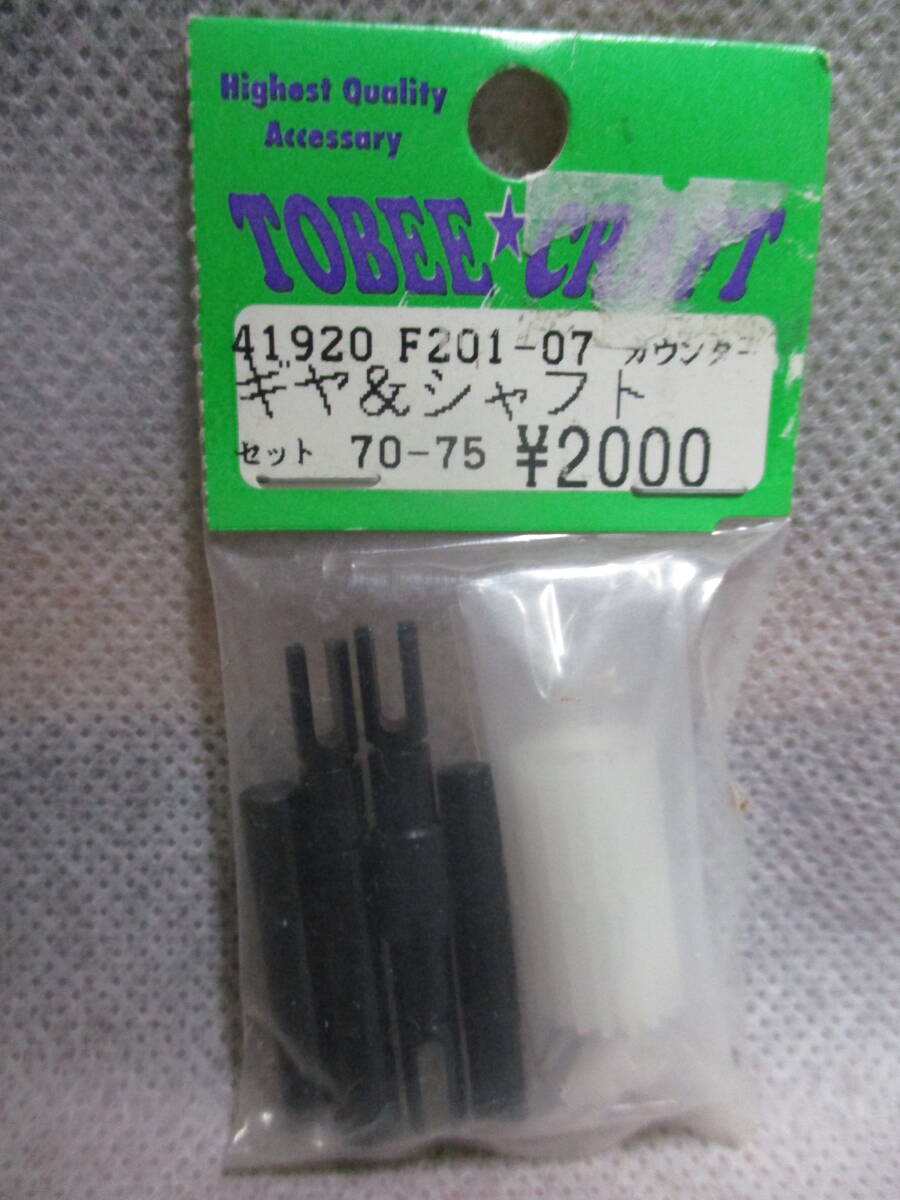 Highest Quality
Accessary
TOBEE★CRAFT
41920 F201-07 カウンター
ギヤ&シャフト
セット 70-75 ¥2000